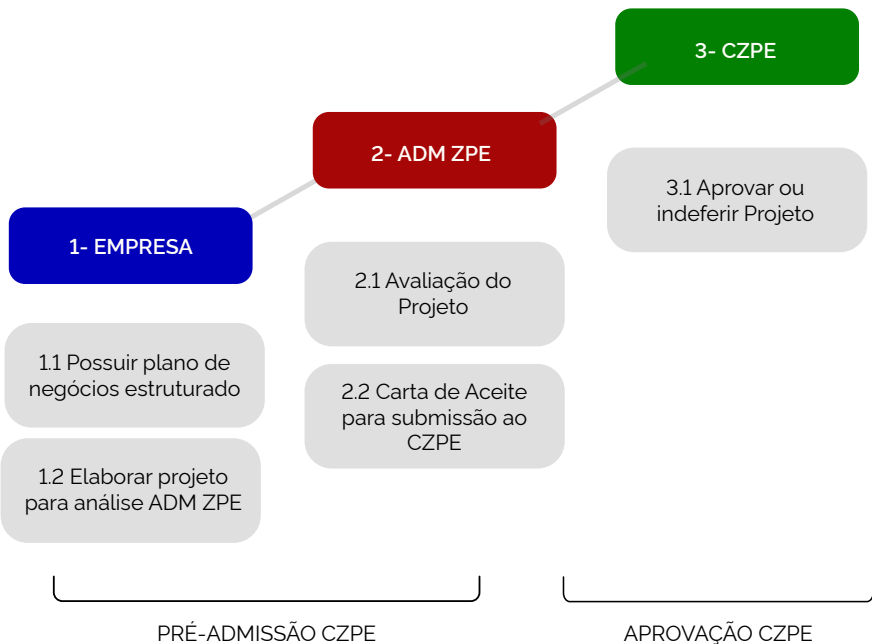 3- CZPE
2- ADM ZPE
3.1 Aprovar ou
indeferir Projeto
1- EMPRESA
2.1 Avaliação do
Projeto
1.1 Possuir plano de
negócios estruturado
2.2 Carta de Aceite
para submissão ao
CZPE
1.2 Elaborar projeto
para análise ADM ZPE
PRÉ-ADMISSÃO CZPE
APROVAÇÃO CZPE